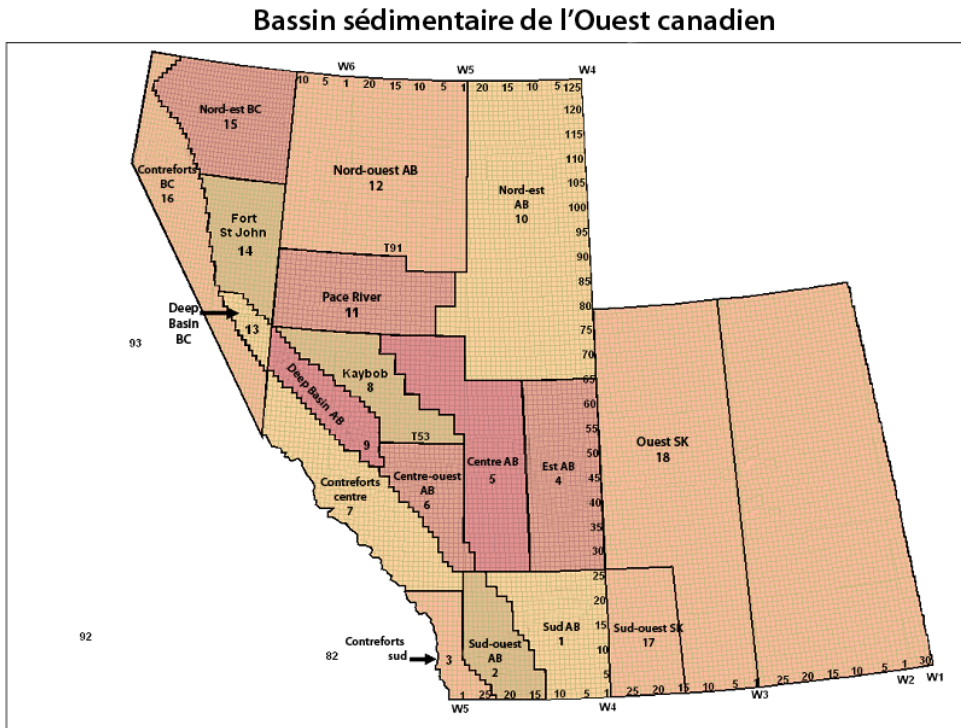 Bassin sédimentaire de l'Ouest canadien
W6
W5
W4
10 5 1 20 15 10 5 1 20 15 10 5 125
120
115
110
105
100
95
90
85
80
75
70
65
60
55
50
45
40
35
30
25
20
15
10
5
1
Nord-est BC
15
Contreforts
BC
16
Nord-ouest AB
12
Nord-est
AB
10
Fort
St John
14
T91
Pace River
11
Deep
Basin
BC
13
93
Kaybob
8
Deep Basin AB
9
T53
Centre-ouest
AB
6
Centre AB
5
Est AB
4
Ouest SK
18
Contreforts
centre
7
92
82
Contreforts
sud
3
Sud-ouest
AB
2
Sud AB
1
Sud-ouest SK
17
1 25 20 15 10 5 1 25 20 15 10 5 1 25 20 15 10 5 1 30
W5
W4
W3
W2
W1